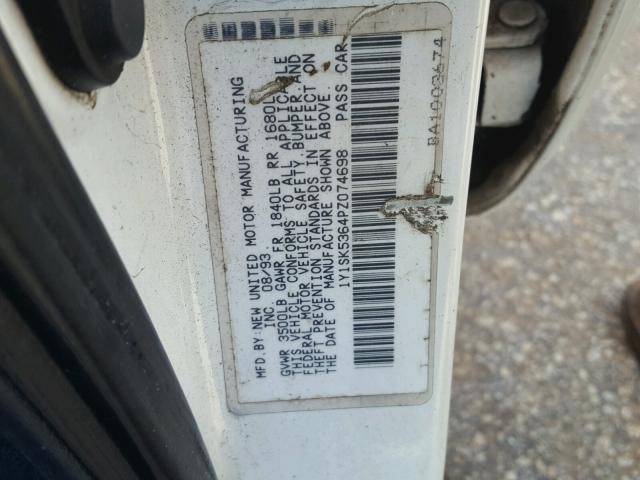 MFD.BY:NEW UNITED MOTOR MANUFACTURING
INC 08/93
GVWR 3500LB GAWR FR 1840LB RR 1680L
THIS VEHICLE CONFORMS TO ALL APPLICABLE
FEDERAL MOTOR VEHICLE SAFETY, BUMPER, AND
THEFT PREVENTION STANDARDS IN EFFECT ON
THE DATE OF MANUFACTURE SHOWN ABOVE.
1Y1SK5364PZ074698 PASS CAR
BA1003674